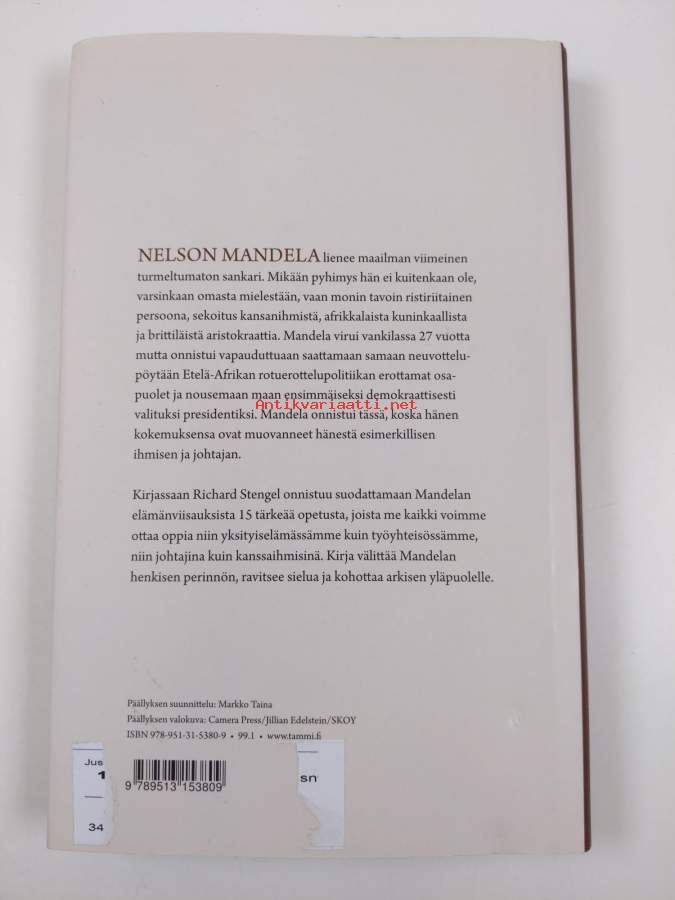 NELSON MANDELA lienee maailman viimeinen
turmeltumaton sankari. Mikään pyhimys hän ei kuitenkaan ole,
varsinkaan omasta mielestään, vaan monin tavoin ristiriitainen
persoona, sekoitus kansanihmistä, afrikkalaista kuninkaallista
ja brittiläistä aristokraattia. Mandela virui vankilassa 27 vuotta
mutta onnistui vapauduttuaan saattamaan samaan neuvottelu-
pöytään Etelä-Afrikan rotuerottelupolitiikan erottamat osa-
puolet ja nousemaan maan ensimmäiseksi demokraattisesti
Antikvariaatti.net
valituksi presidentiksi. Mandela onnistui tässä, koska hänen
kokemuksensa ovat muovanneet hänestä esimerkillisen
ihmisen ja johtajan.
Kirjassaan Richard Stengel onnistuu suodattamaan Mandelan
elämänviisauksista 15 tärkeää opetusta, joista me kaikki voimme
ottaa oppia niin yksityiselämässämme kuin työyhteisössämme,
niin johtajina kuin kanssaihmisinä. Kirja välittää Mandelan
henkisen perinnön, ravitsee sielua ja kohottaa arkisen yläpuolelle.
Päällyksen suunnittelu: Markko Taina
Päällyksen valokuva: Camera Press/Jillian Edelstein/SKOY
ISBN 978-951-31-5380-9 • 99.1 • www.tammi.fi
Jus
1
sn
9 789513 153809
34